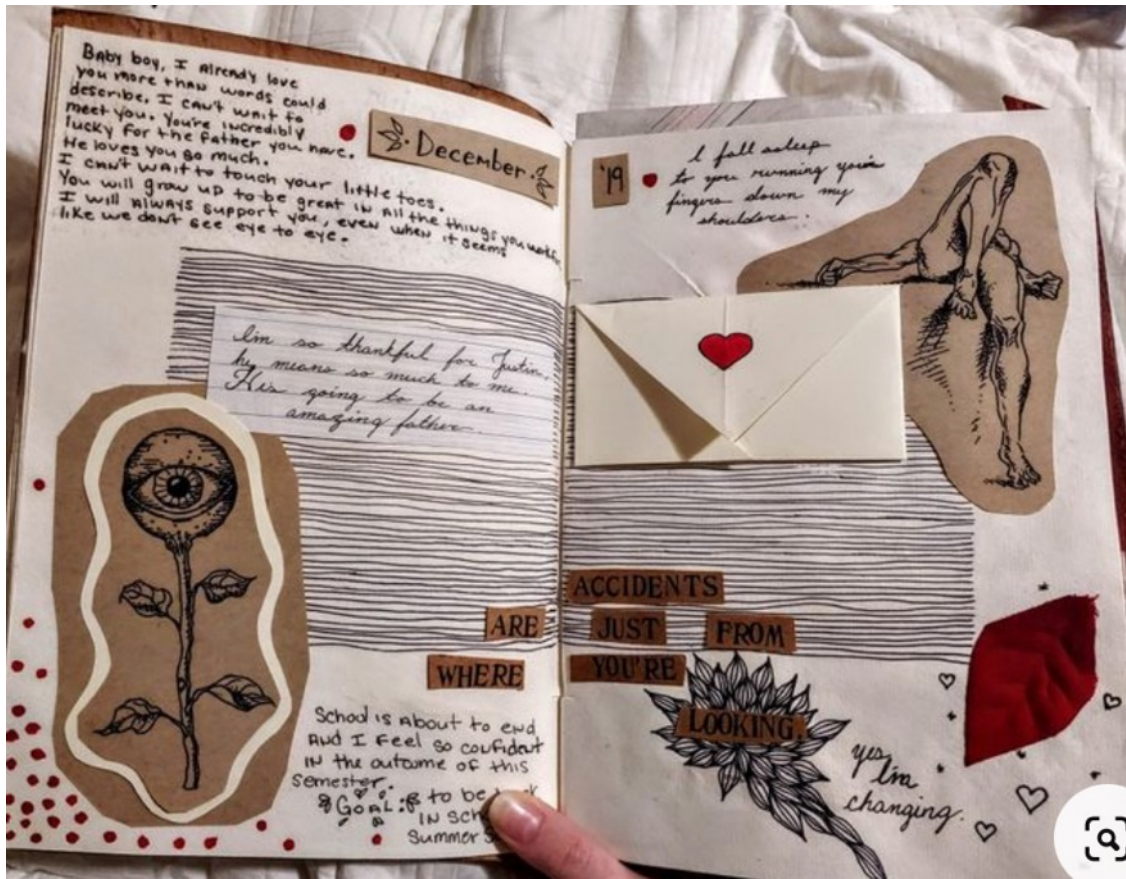 Baby boy, I already love
you more than words could
describe. I can't wait to
meet you. You're incredibly
lucky for the father you have.
He loves you so much.
I can't wait to touch your little toes.
You will grow up to be great in all the things you
I will always support you, even when it seems
like we don't see eye to eye.
December
I'm so thankful for Justin,
he means so much to me.
He's going to be an
amazing father.
School is about to end
and I feel so confident
in the outcome of this
semester.
Goal: to be
in
Summer
'19
I fall asleep
to you running your
fingers down my
shoulders.
ACCIDENTS
ARE JUST FROM
WHERE YOU'RE
LOOKING.
yes,
I'm
changing.